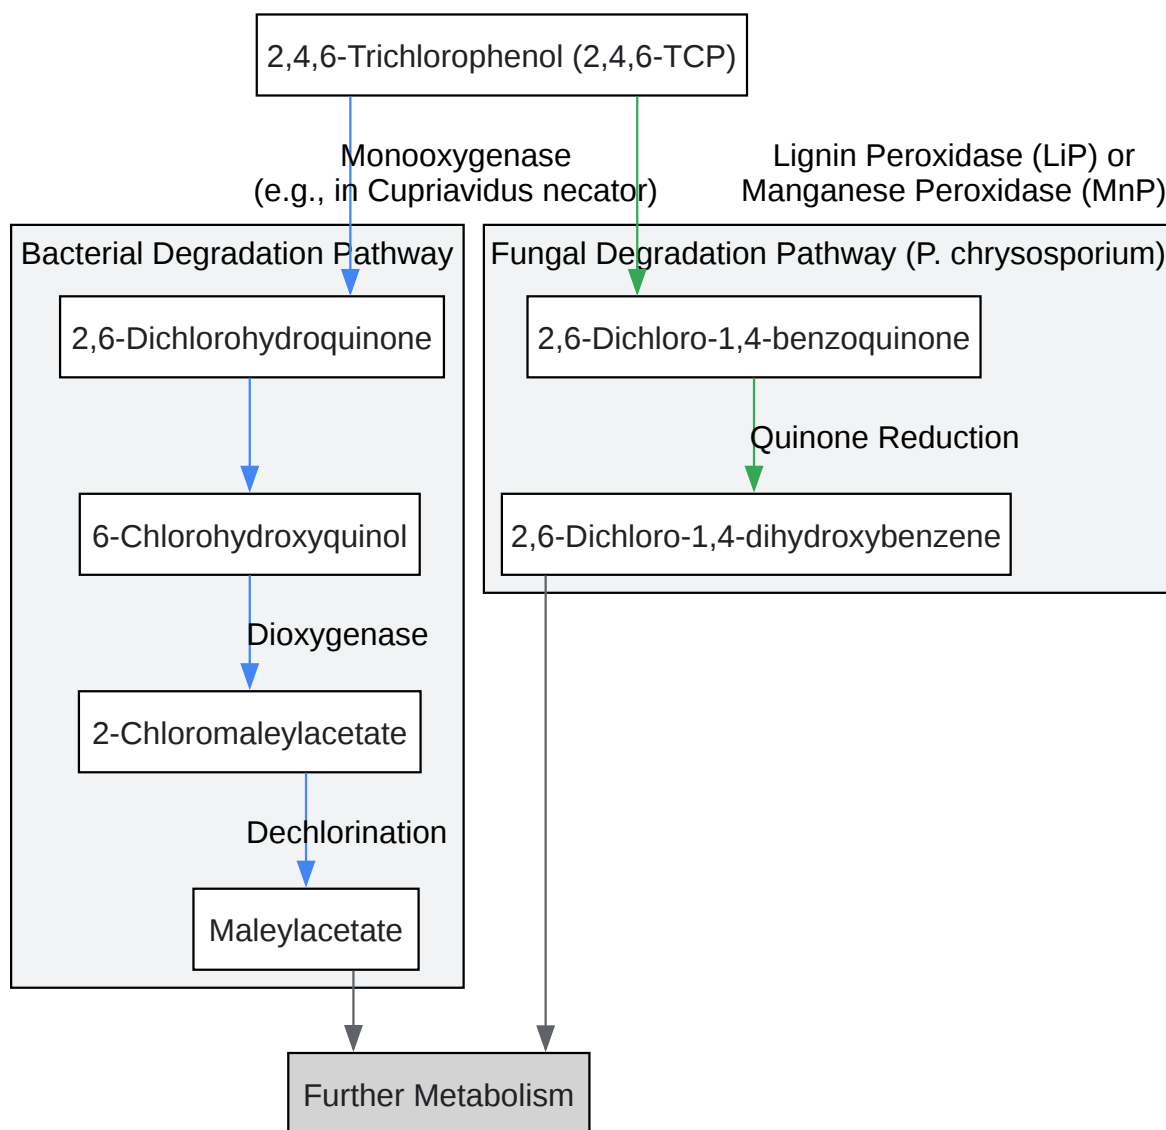 2,4,6-Trichlorophenol (2,4,6-TCP)
Monooxygenase
(e.g., in Cupriavidus necator)
Lignin Peroxidase (LiP) or
Manganese Peroxidase (MnP)
Bacterial Degradation Pathway
2,6-Dichlorohydroquinone
6-Chlorohydroxyquinol
Dioxygenase
2-Chloromaleylacetate
Dechlorination
Maleylacetate
Fungal Degradation Pathway (P. chrysosporium)
2,6-Dichloro-1,4-benzoquinone
Quinone Reduction
2,6-Dichloro-1,4-dihydroxybenzene
Further Metabolism